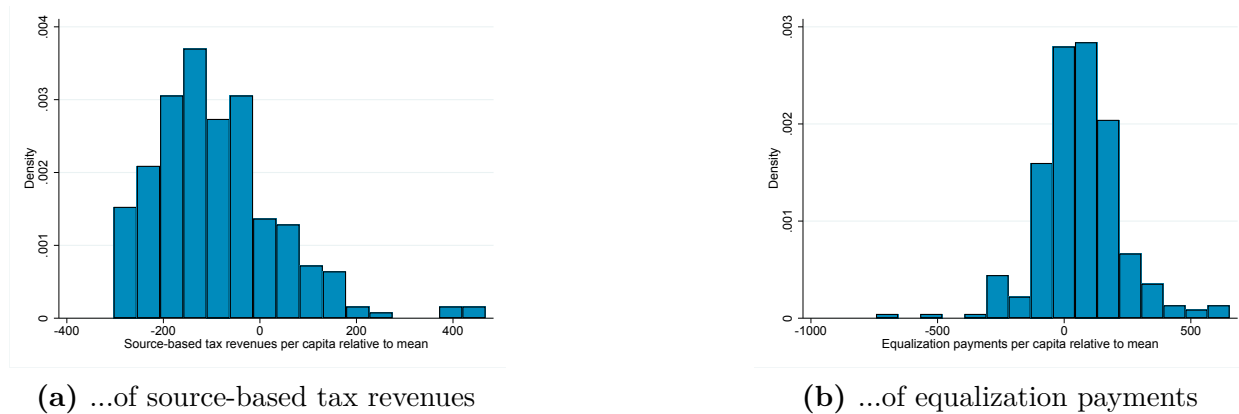 .004
.003
.002
.001
0
Density
-400 -200 0 200 400
Source-based tax revenues per capita relative to mean
(a) ...of source-based tax revenues
.003
.002
.001
0
Density
-1000 -500 0 500
Equalization payments per capita relative to mean
(b) ...of equalization payments